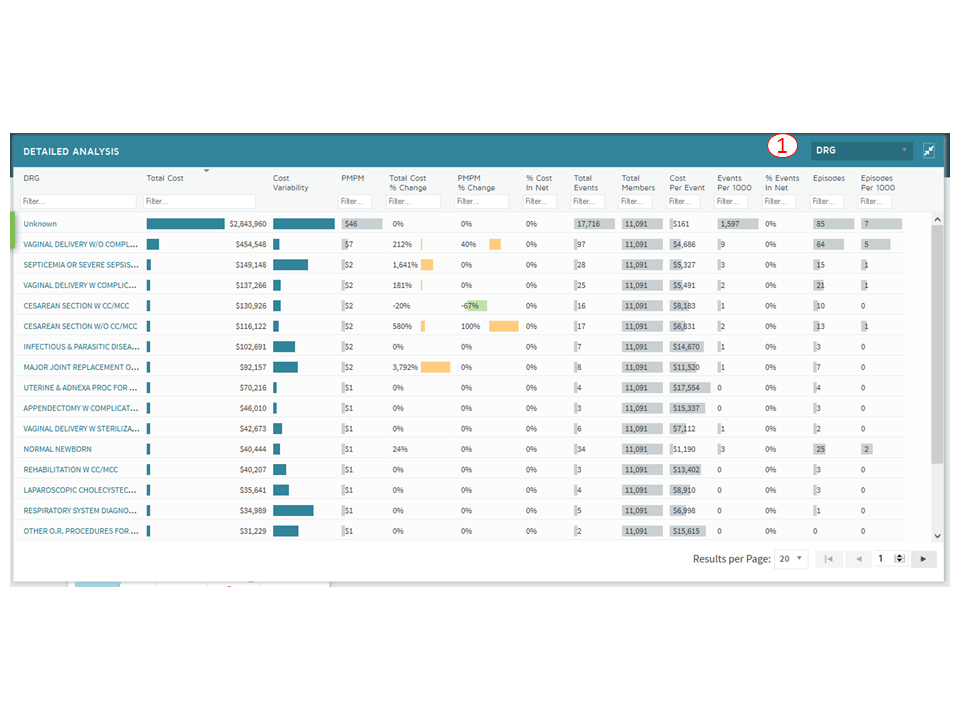 DETAILED ANALYSIS 1 DRG
DRG Total Cost Cost Variability PMPM Total Cost % Change PMPM % Change % Cost In Net Total Events Total Members Cost Per Event Events Per 1000 % Events In Net Episodes Episodes Per 1000
Filter... Filter... Filter... Filter... Filter... Filter... Filter... Filter... Filter... Filter... Filter... Filter... Filter...
Unknown $2,843,960 $46 0% 0% 0% 17,716 11,091 $161 1,597 0% 85 7
VAGINAL DELIVERY W/O COMPL... $454,548 $7 212% 40% 0% 97 11,091 $4,686 9 0% 64 5
SEPTICEMIA OR SEVERE SEPSIS... $149,148 $2 1,641% 0% 0% 28 11,091 $5,327 3 0% 15 1
VAGINAL DELIVERY W COMPLIC... $137,266 $2 181% 0% 0% 25 11,091 $5,491 2 0% 21 1
CESAREAN SECTION W CC/MCC $130,926 $2 -20% -67% 0% 16 11,091 $8,183 1 0% 10 0
CESAREAN SECTION W/O CC/MCC $116,122 $2 580% 100% 0% 17 11,091 $6,831 2 0% 13 1
INFECTIOUS & PARASITIC DISEA... $102,691 $2 0% 0% 0% 7 11,091 $14,670 1 0% 3 0
MAJOR JOINT REPLACEMENT O... $92,157 $2 3,792% 0% 0% 8 11,091 $11,520 1 0% 7 0
UTERINE & ADNEXA PROC FOR ... $70,216 $1 0% 0% 0% 4 11,091 $17,554 0 0% 4 0
APPENDECTOMY W COMPLICAT... $46,010 $1 0% 0% 0% 3 11,091 $15,337 0 0% 3 0
VAGINAL DELIVERY W STERILIZA... $42,673 $1 0% 0% 0% 6 11,091 $7,112 1 0% 2 0
NORMAL NEWBORN $40,444 $1 24% 0% 0% 34 11,091 $1,190 3 0% 25 2
REHABILITATION W CC/MCC $40,207 $1 0% 0% 0% 3 11,091 $13,402 0 0% 3 0
LAPAROSCOPIC CHOLECYSTEC... $35,641 $1 0% 0% 0% 4 11,091 $8,910 0 0% 3 0
RESPIRATORY SYSTEM DIAGNO... $34,989 $1 0% 0% 0% 5 11,091 $6,998 0 0% 1 0
OTHER O.R. PROCEDURES FOR ... $31,229 $1 0% 0% 0% 2 11,091 $15,615 0 0% 0 0
Results per Page: 20 1